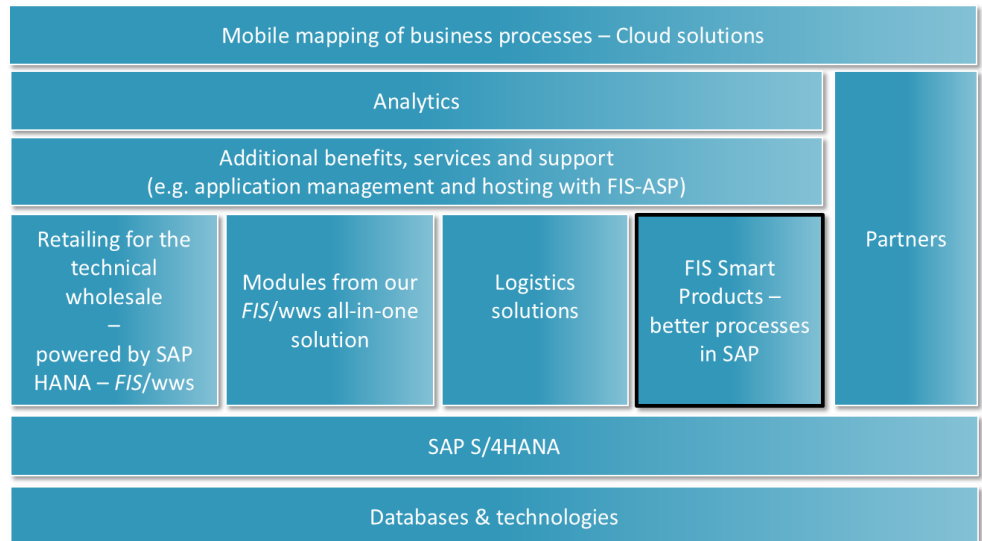 Mobile mapping of business processes – Cloud solutions
Analytics
Additional benefits, services and support
(e.g. application management and hosting with FIS-ASP)
Retailing for the
technical
wholesale
–
powered by SAP
HANA – FIS/wws
Modules from our
FIS/wws all-in-one
solution
Logistics
solutions
FIS Smart
Products –
better processes
in SAP
Partners
SAP S/4HANA
Databases & technologies